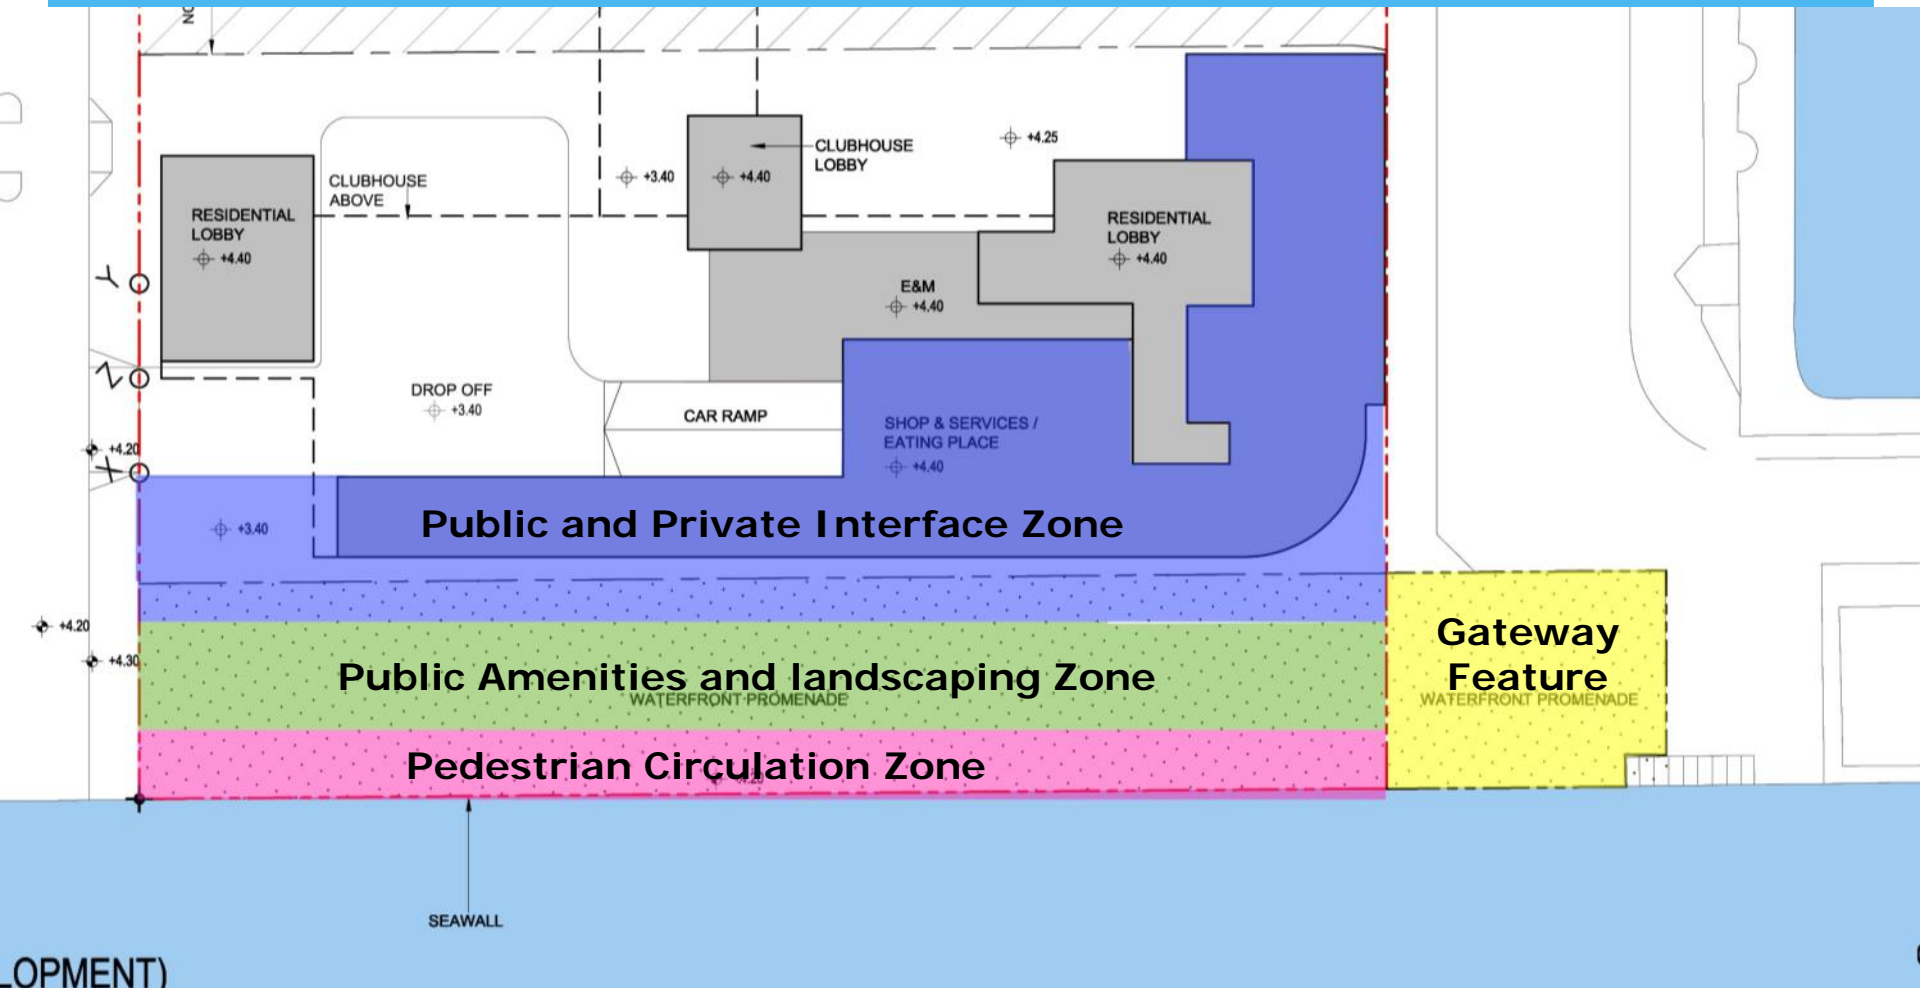 NO
+4.25
CLUBHOUSE
LOBBY
+3.40
+4.40
CLUBHOUSE
ABOVE
RESIDENTIAL
LOBBY
+4.40
RESIDENTIAL
LOBBY
+4.40
Y
E&M
+4.40
Z
DROP OFF
+3.40
CAR RAMP
SHOP & SERVICES /
EATING PLACE
+4.40
+4.20
X
+3.40
Public and Private Interface Zone
+4.20
+4.30
Public Amenities and landscaping Zone
WATERFRONT PROMENADE
Gateway
Feature
WATERFRONT PROMENADE
Pedestrian Circulation Zone
SEAWALL
LOPMENT)